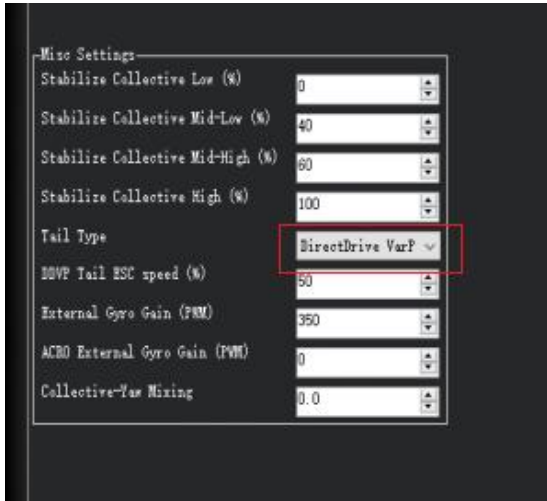 Misc Settings
Stabilize Collective Low (%)
0
Stabilize Collective Mid-Low (%)
40
Stabilize Collective Mid-High (%)
60
Stabilize Collective High (%)
100
Tail Type
DirectDrive VarP
DDVP Tail ESC speed (%)
50
External Gyro Gain (PWM)
350
ACRO External Gyro Gain (PWM)
0
Collective-Yaw Mixing
0.0